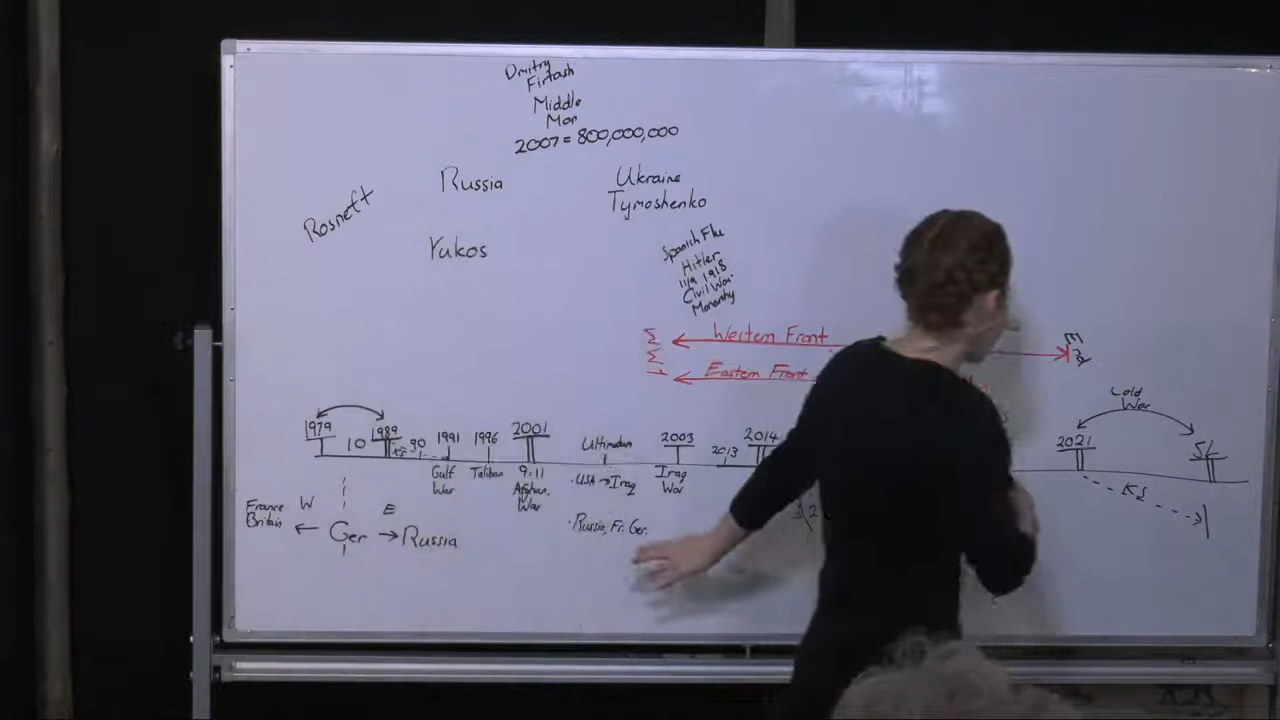 Dmitry
Firtash
Middle
Man
2007 = 800,000,000
Russia
Ukraine
Tymoshenko
Rosneft
Yukos
Spanish Flu
Hitler
11/9 1918
Civil War
Monarchy
Western Front
Eastern Front
Cold
War
1979
10
1989
90
1991
1996
2001
Ultimatum
2003
2013
2014
2021
SL
Gulf
War
Taliban
9.11
Afghan.
War
USA → Iraq
Iraq
War
KS
France
Britain
W
E
← Ger → Russia
Russia, Fr. Ger.